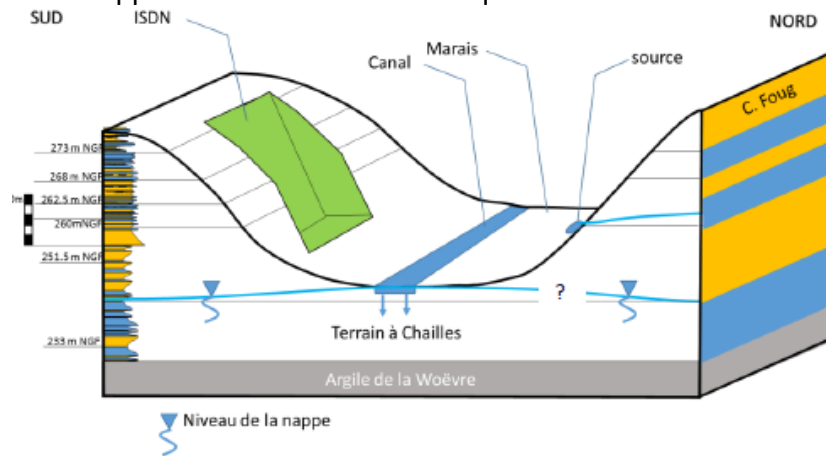 SUD
ISDN
NORD
Marais
Canal
source
C. Foug
273 m NGF
268 m NGF
262.5 m NGF
260mNGF
251.5 m NGF
?
233 m NGF
Terrain à Chailles
Argile de la Woëvre
Niveau de la nappe